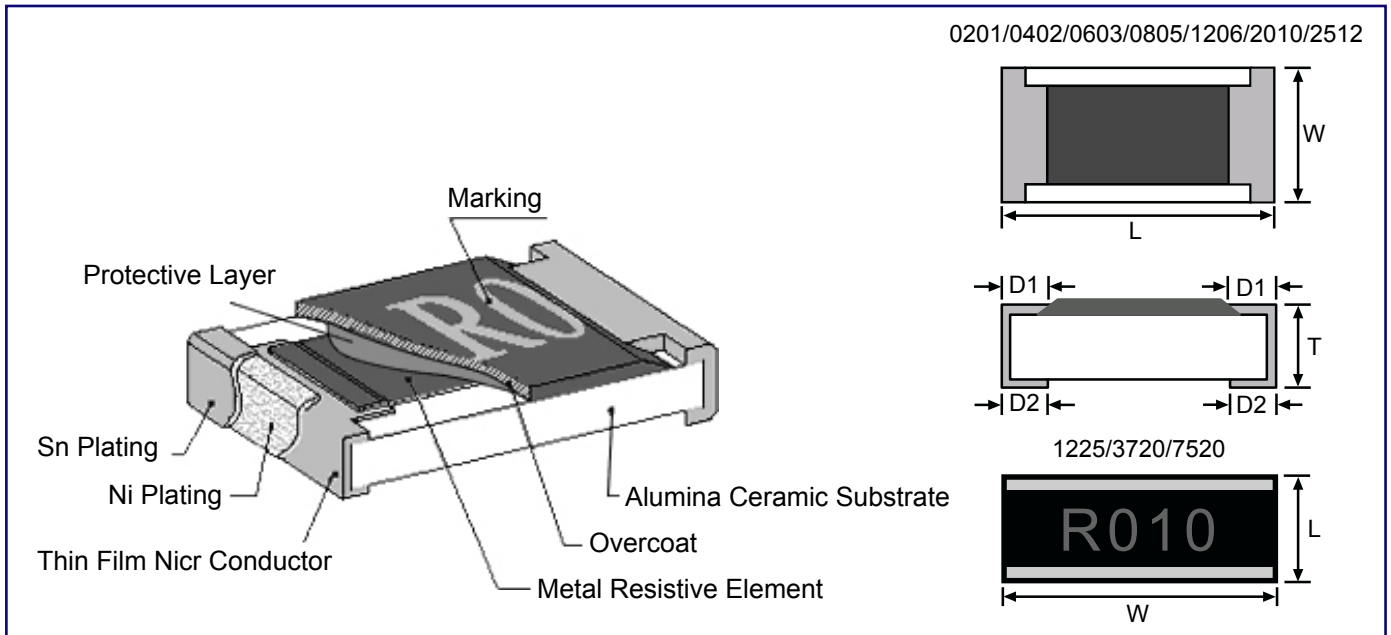 0201/0402/0603/0805/1206/2010/2512
W
L
Marking
Protective Layer
R0
D1 D1
T
D2 D2
Sn Plating
Ni Plating
Thin Film Nicr Conductor
Alumina Ceramic Substrate
Overcoat
Metal Resistive Element
1225/3720/7520
R010
L
W